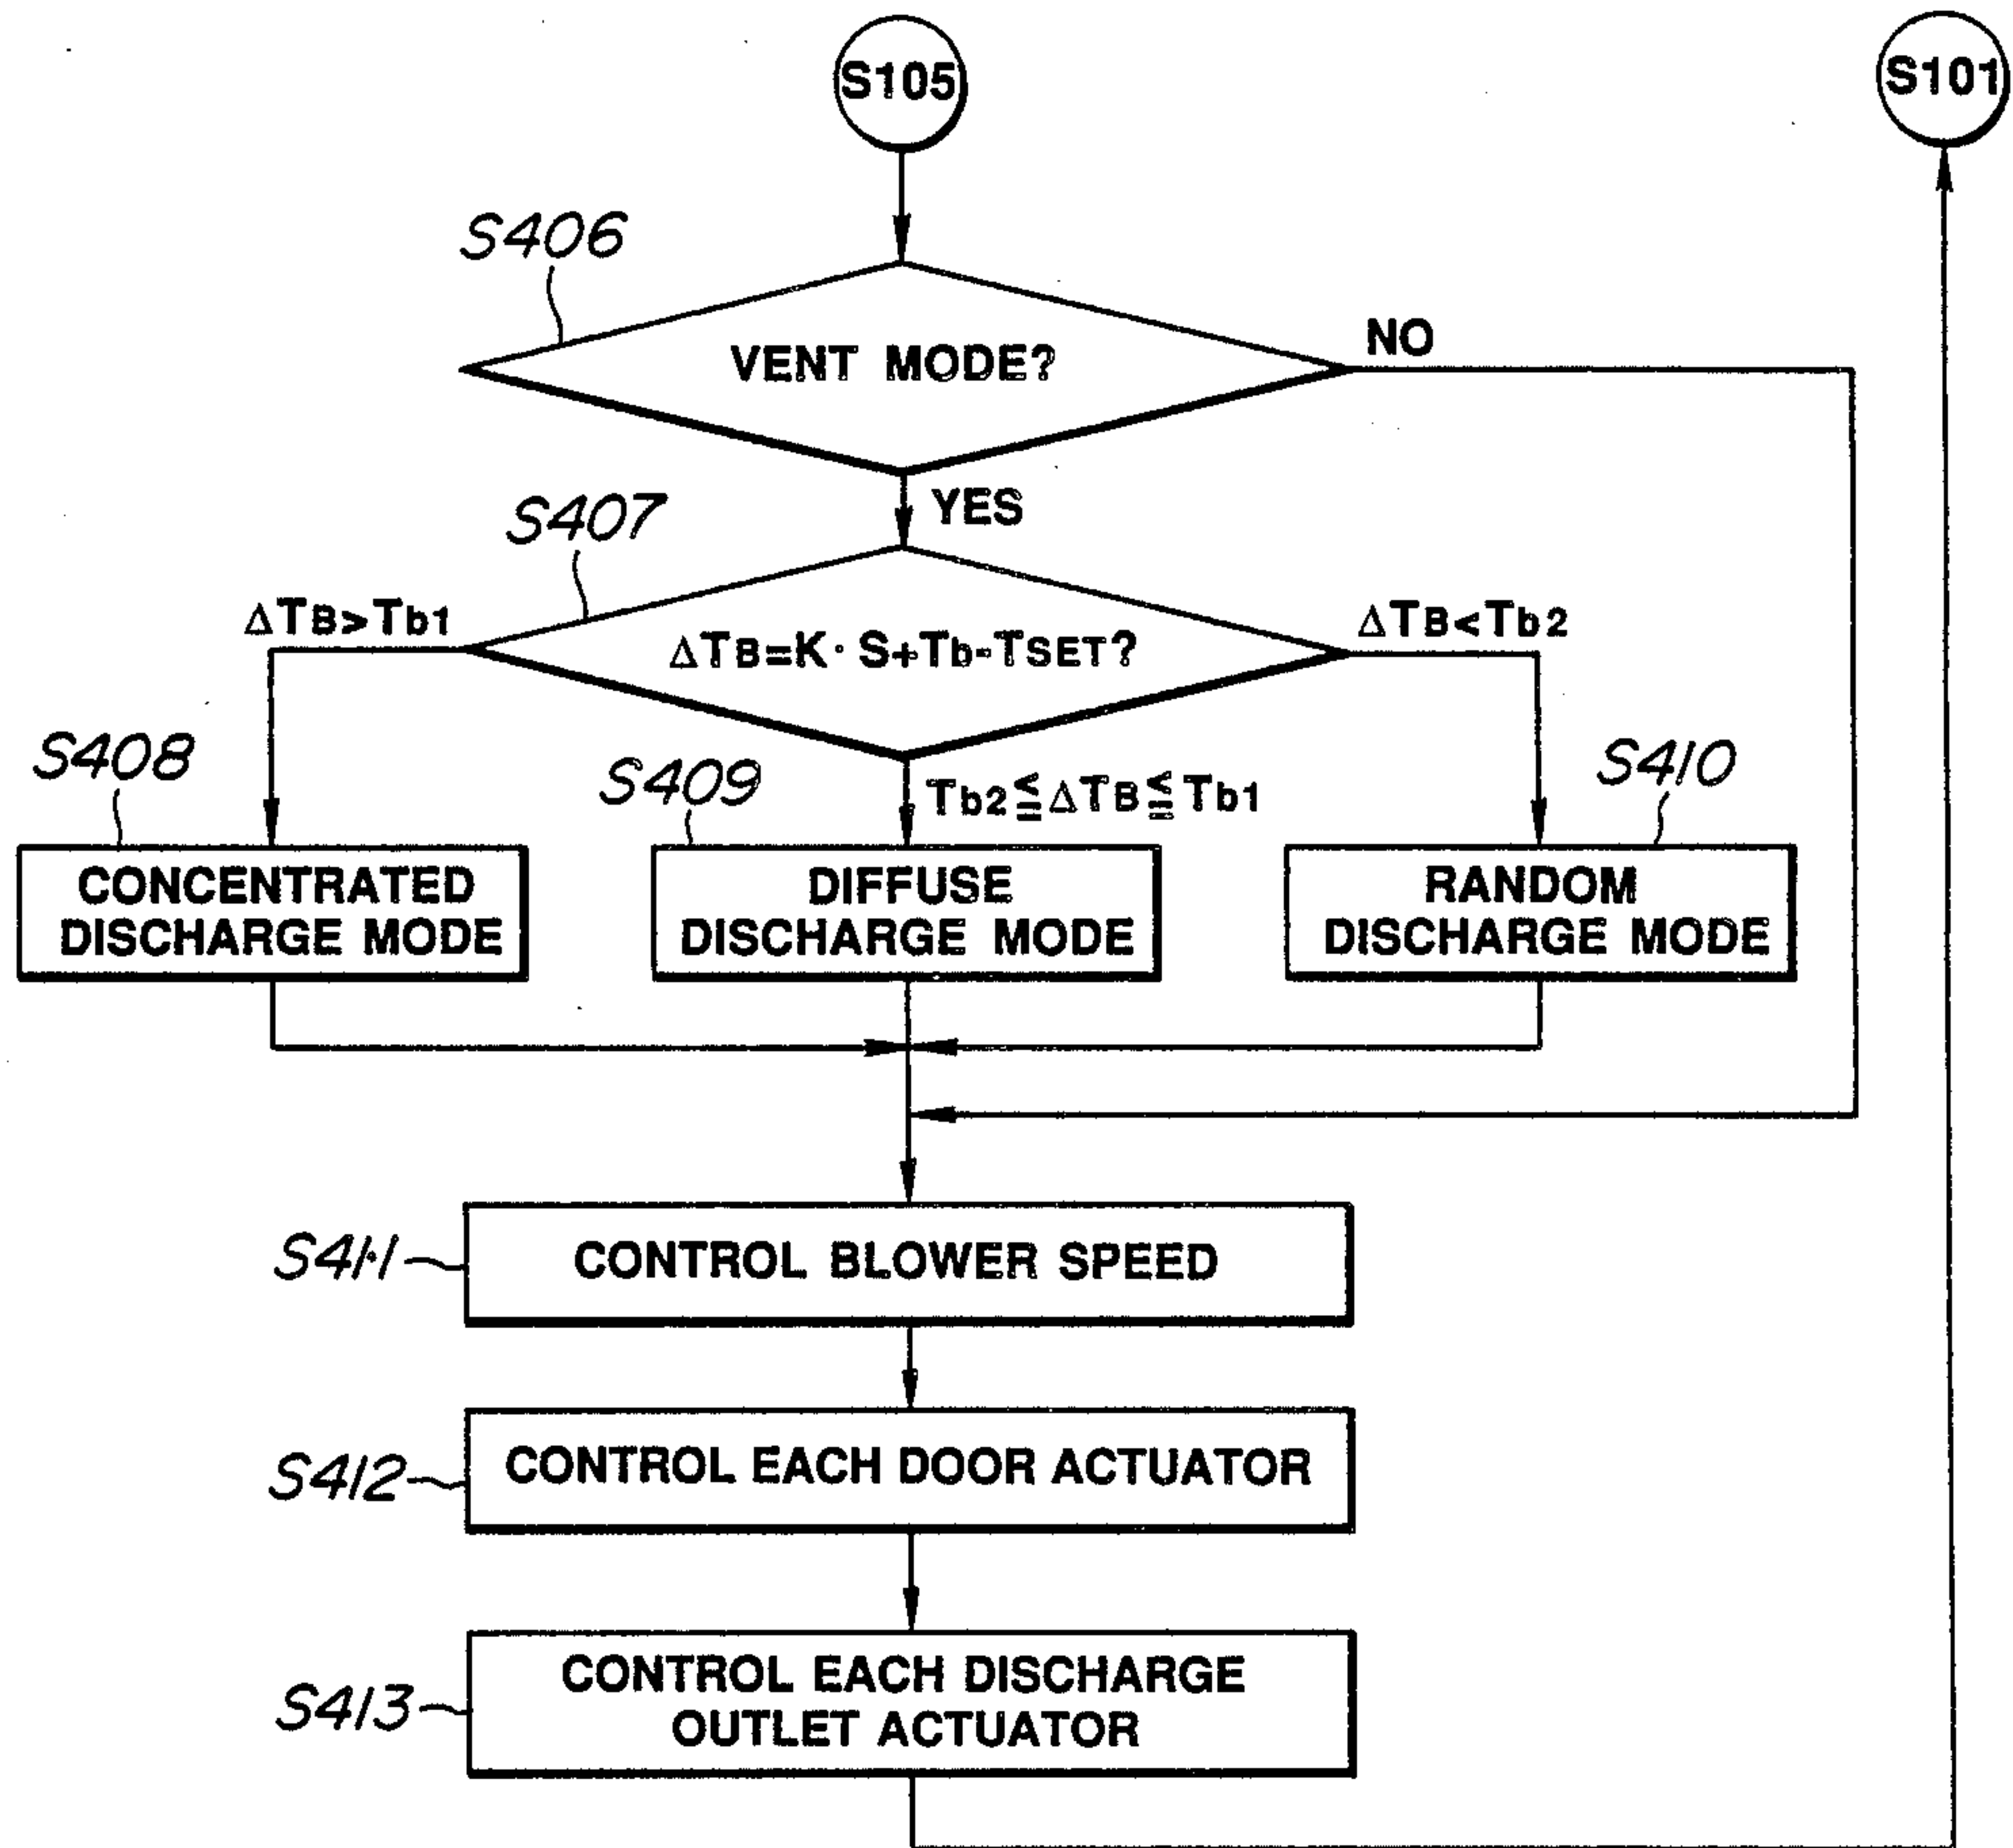 S105
S101
S406
VENT MODE?
NO
YES
S407
ΔTB>Tb1
ΔTB=K·S+Tb-TSET?
ΔTB<Tb2
S408
S409
Tb2≦ΔTB≦Tb1
S410
CONCENTRATED
DISCHARGE MODE
DIFFUSE
DISCHARGE MODE
RANDOM
DISCHARGE MODE
S411
CONTROL BLOWER SPEED
S412
CONTROL EACH DOOR ACTUATOR
S413
CONTROL EACH DISCHARGE
OUTLET ACTUATOR